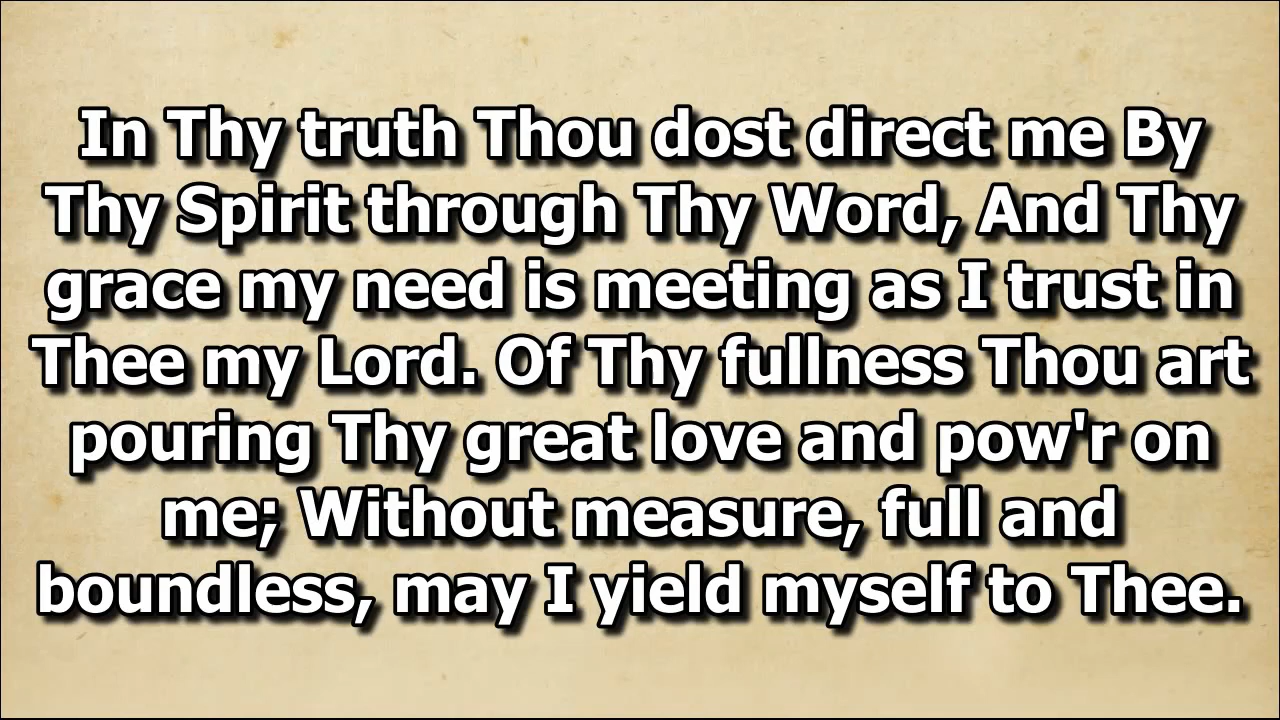 In Thy truth Thou dost direct me By
Thy Spirit through Thy Word, And Thy
grace my need is meeting as I trust in
Thee my Lord. Of Thy fullness Thou art
pouring Thy great love and pow'r on
me; Without measure, full and
boundless, may I yield myself to Thee.